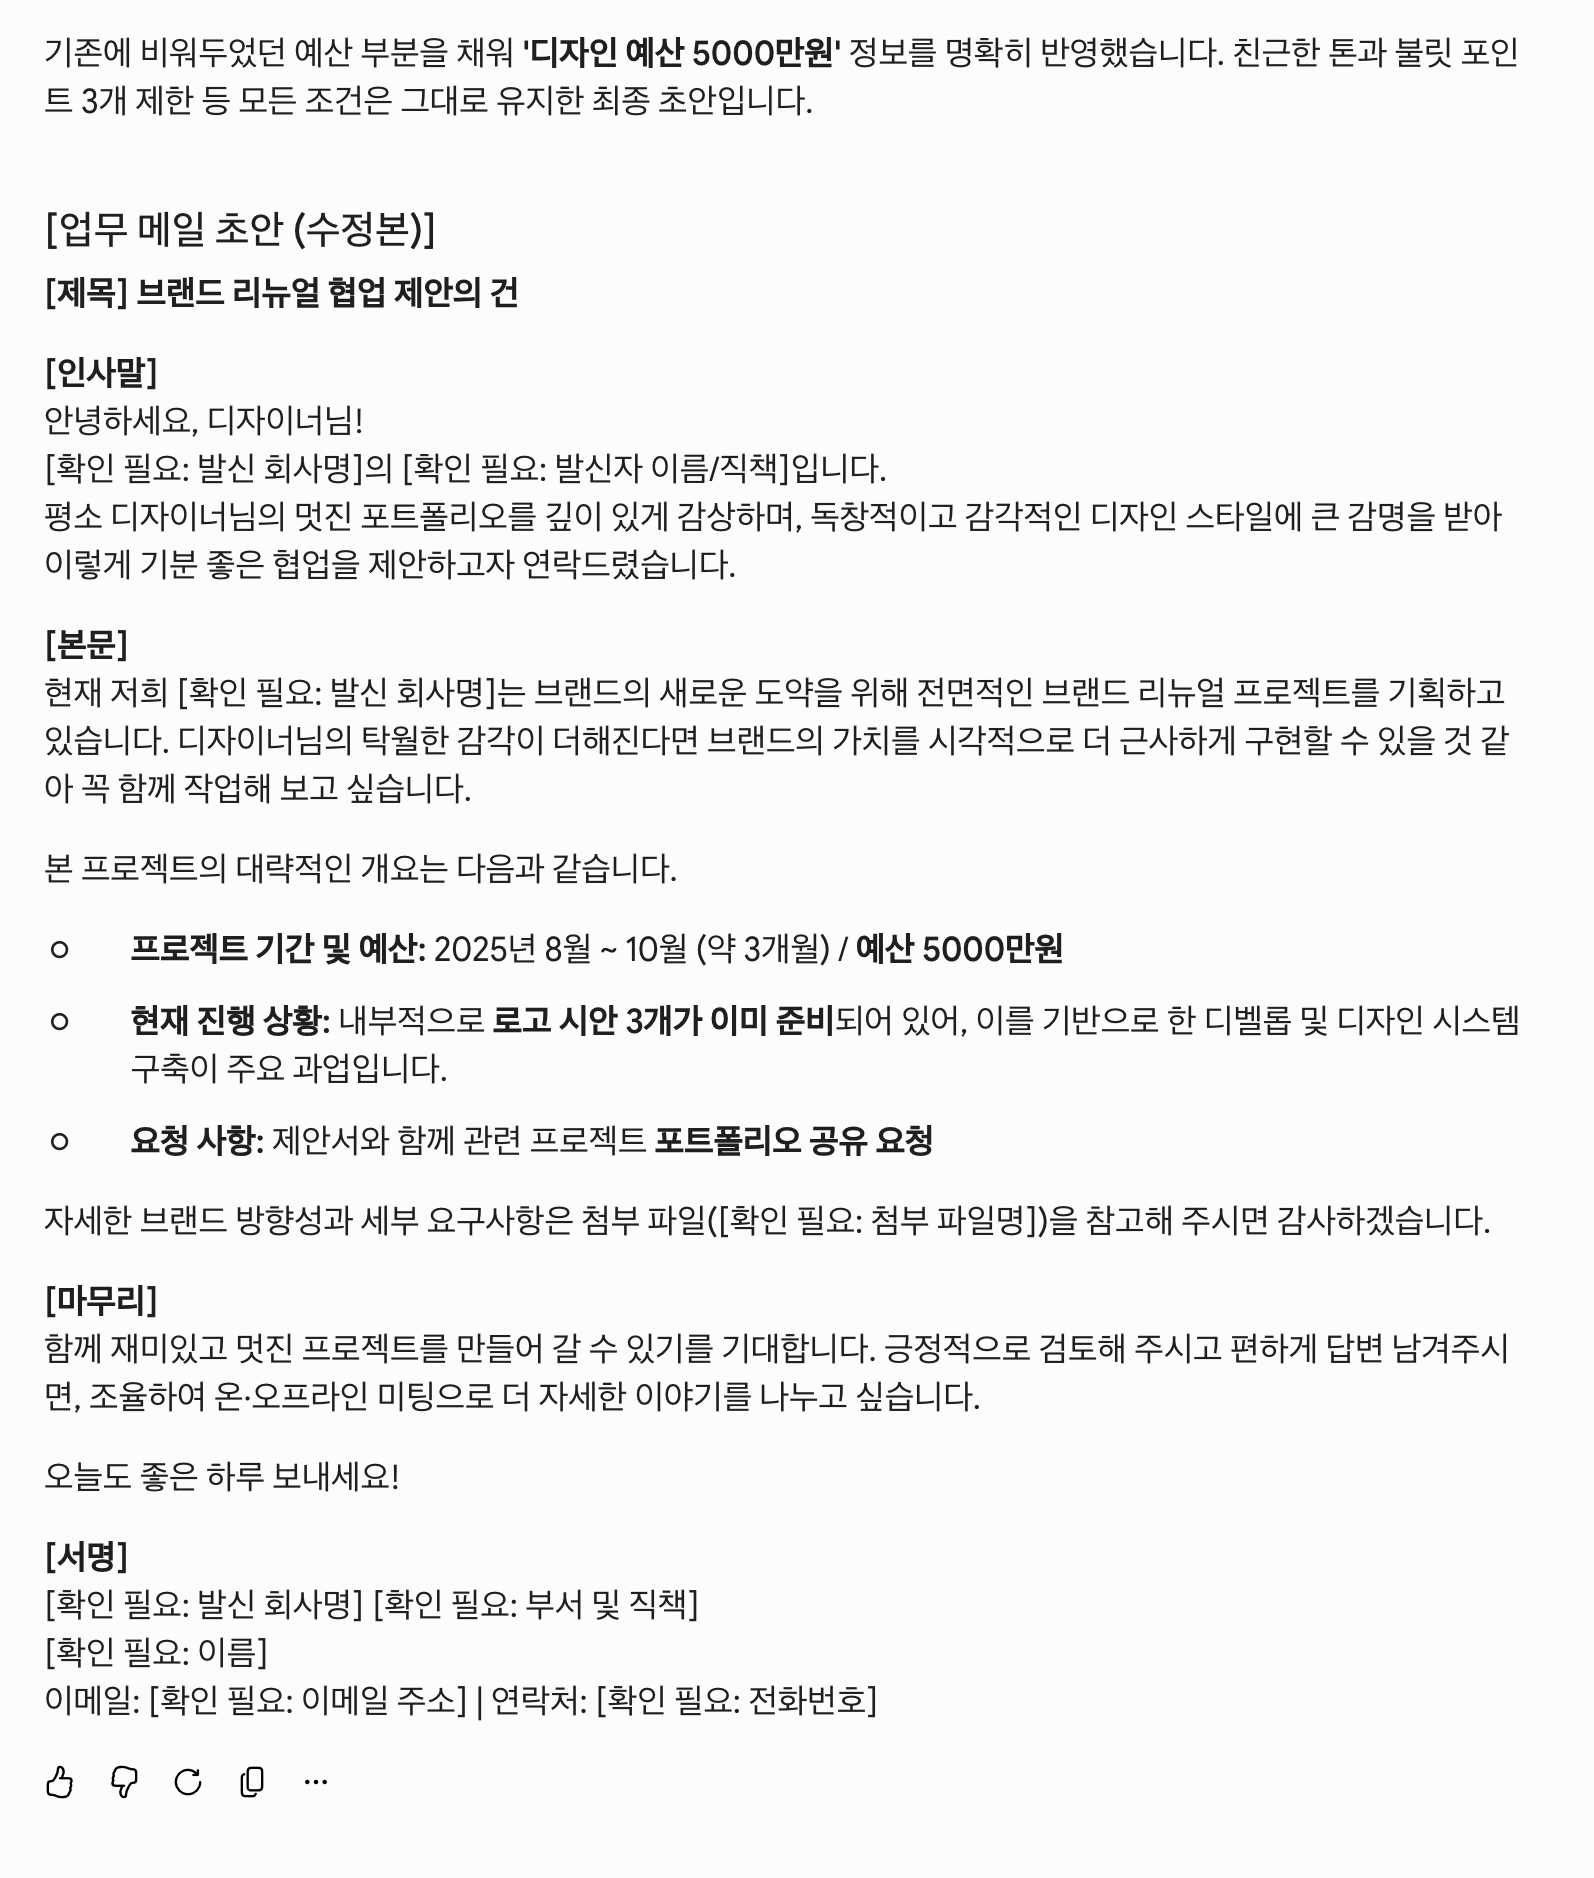 기존에 비워두었던 예산 부분을 채워 '디자인 예산 5000만원' 정보를 명확히 반영했습니다. 친근한 톤과 불릿 포인
트 3개 제한 등 모든 조건은 그대로 유지한 최종 초안입니다.
[업무 메일 초안 (수정본)]
[제목] 브랜드 리뉴얼 협업 제안의 건
[인사말]
안녕하세요, 디자이너님!
[확인 필요: 발신 회사명]의 [확인 필요: 발신자 이름/직책]입니다.
평소 디자이너님의 멋진 포트폴리오를 깊이 있게 감상하며, 독창적이고 감각적인 디자인 스타일에 큰 감명을 받아
이렇게 기분 좋은 협업을 제안하고자 연락드렸습니다.
[본문]
현재 저희 [확인 필요: 발신 회사명]는 브랜드의 새로운 도약을 위해 전면적인 브랜드 리뉴얼 프로젝트를 기획하고
있습니다. 디자이너님의 탁월한 감각이 더해진다면 브랜드의 가치를 시각적으로 더 근사하게 구현할 수 있을 것 같
아 꼭 함께 작업해 보고 싶습니다.
본 프로젝트의 대략적인 개요는 다음과 같습니다.
프로젝트 기간 및 예산: 2025년 8월 ~ 10월 (약 3개월) / 예산 5000만원
현재 진행 상황: 내부적으로 로고 시안 3개가 이미 준비되어 있어, 이를 기반으로 한 디벨롭 및 디자인 시스템
구축이 주요 과업입니다.
요청 사항: 제안서와 함께 관련 프로젝트 포트폴리오 공유 요청
자세한 브랜드 방향성과 세부 요구사항은 첨부 파일([확인 필요: 첨부 파일명])을 참고해 주시면 감사하겠습니다.
[마무리]
함께 재미있고 멋진 프로젝트를 만들어 갈 수 있기를 기대합니다. 긍정적으로 검토해 주시고 편하게 답변 남겨주시
면, 조율하여 온·오프라인 미팅으로 더 자세한 이야기를 나누고 싶습니다.
오늘도 좋은 하루 보내세요!
[서명]
[확인 필요: 발신 회사명] [확인 필요: 부서 및 직책]
[확인 필요: 이름]
이메일: [확인 필요: 이메일 주소] | 연락처: [확인 필요: 전화번호]